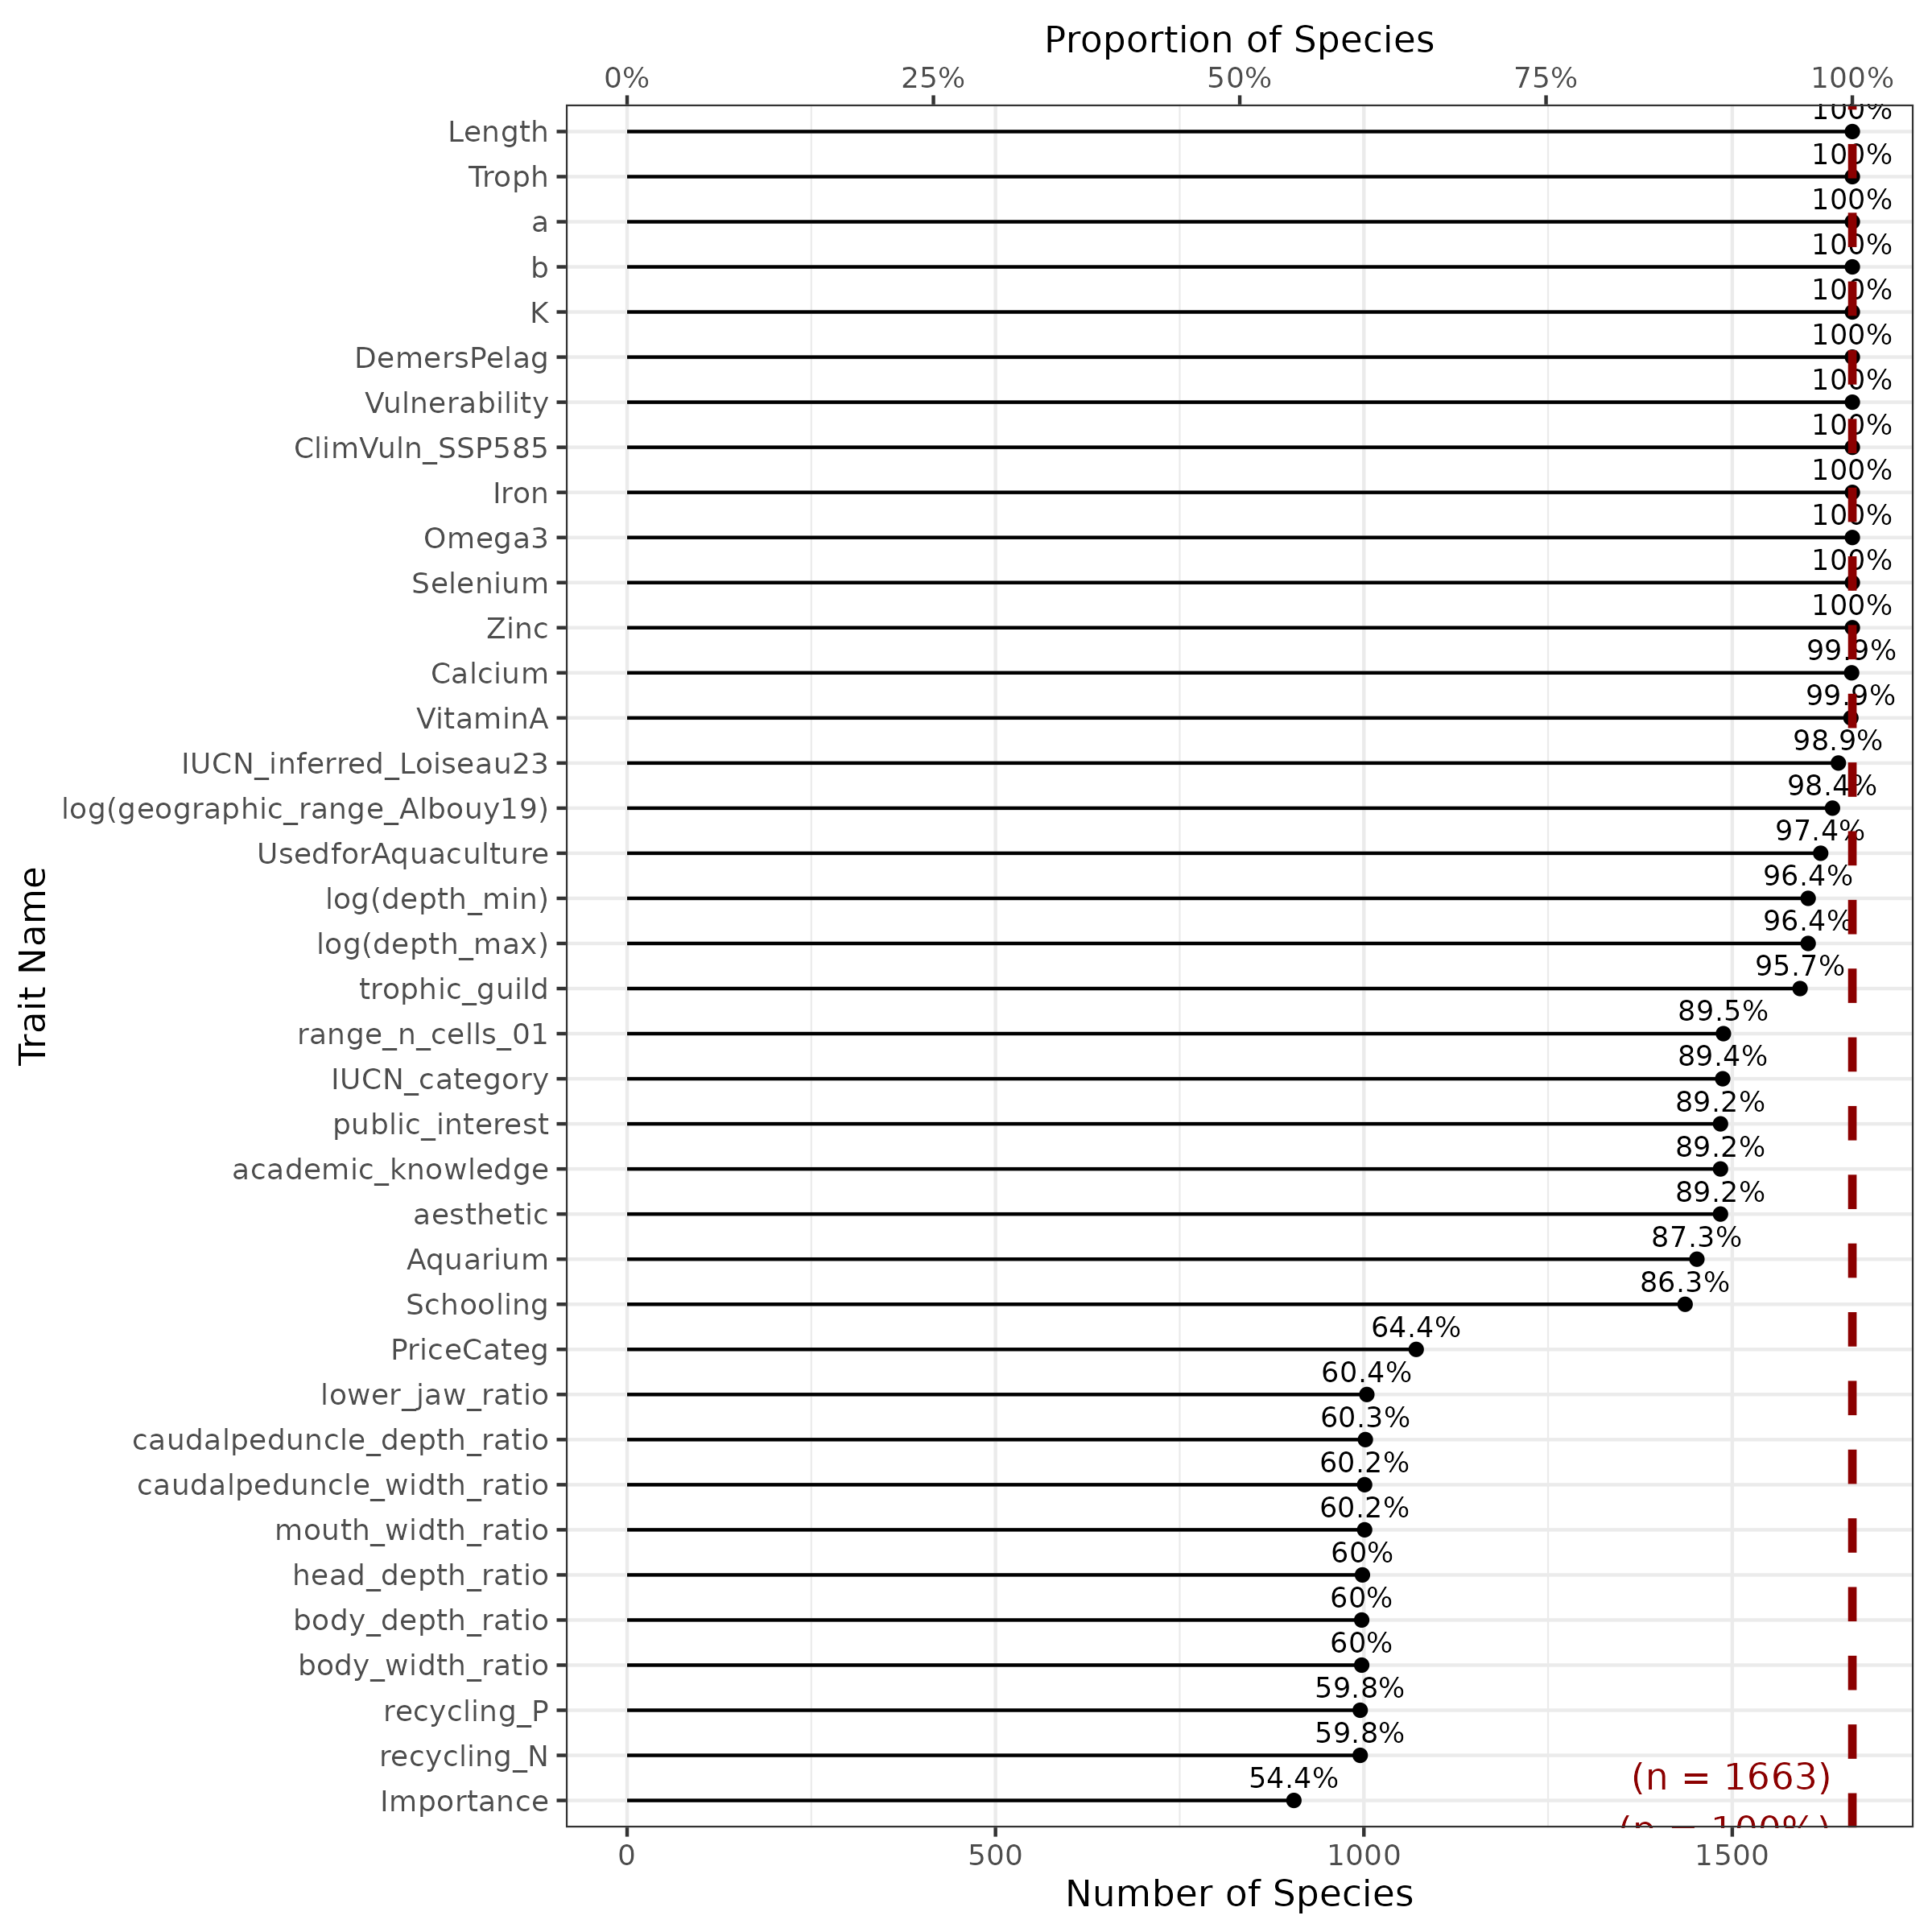 Proportion of Species
0% 25% 50% 75% 100%
Length 100%
Troph 100%
a 100%
b 100%
K 100%
DemersPelag 100%
Vulnerability 100%
ClimVuln_SSP585 100%
Iron 100%
Omega3 100%
Selenium 100%
Zinc 100%
Calcium 99.9%
VitaminA 99.9%
IUCN_inferred_Loiseau23 98.9%
log(geographic_range_Albouy19) 98.4%
UsedforAquaculture 97.4%
log(depth_min) 96.4%
log(depth_max) 96.4%
trophic_guild 95.7%
range_n_cells_01 89.5%
IUCN_category 89.4%
public_interest 89.2%
academic_knowledge 89.2%
aesthetic 89.2%
Aquarium 87.3%
Schooling 86.3%
PriceCateg 64.4%
lower_jaw_ratio 60.4%
caudalpeduncle_depth_ratio 60.3%
caudalpeduncle_width_ratio 60.2%
mouth_width_ratio 60.2%
head_depth_ratio 60%
body_depth_ratio 60%
body_width_ratio 60%
recycling_P 59.8%
recycling_N 59.8%
Importance 54.4%
(n = 1663)
(p = 100%)
0 500 1000 1500
Number of Species
Trait Name